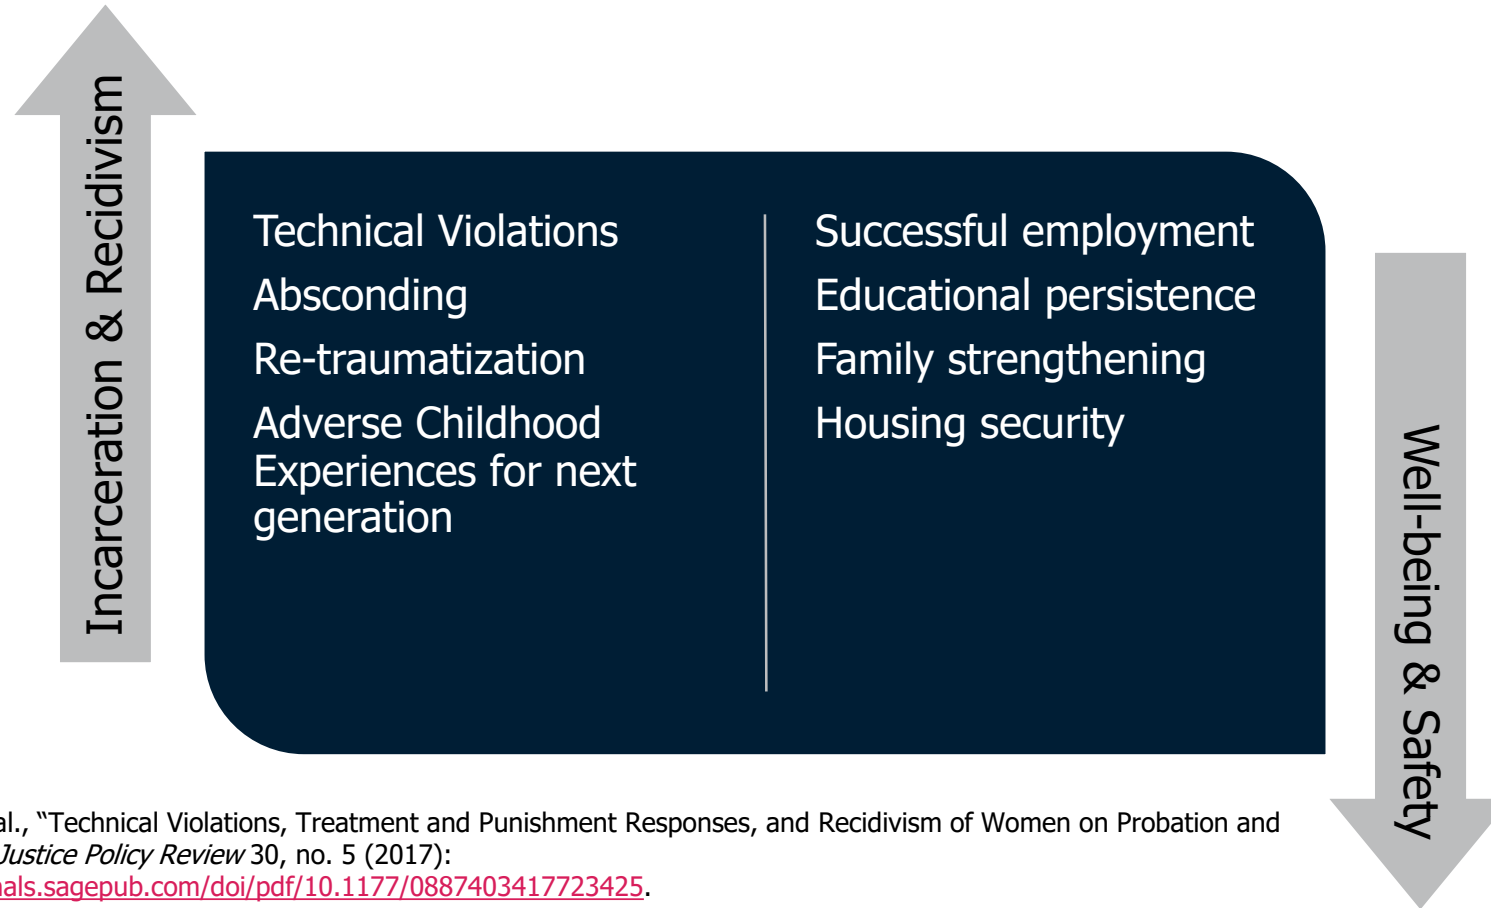 Incarceration & Recidivism
Technical Violations
Absconding
Re-traumatization
Adverse Childhood
Experiences for next
generation
Successful employment
Educational persistence
Family strengthening
Housing security
Well-being & Safety
al., “Technical Violations, Treatment and Punishment Responses, and Recidivism of Women on Probation and
Justice Policy Review 30, no. 5 (2017):
nals.sagepub.com/doi/pdf/10.1177/0887403417723425.